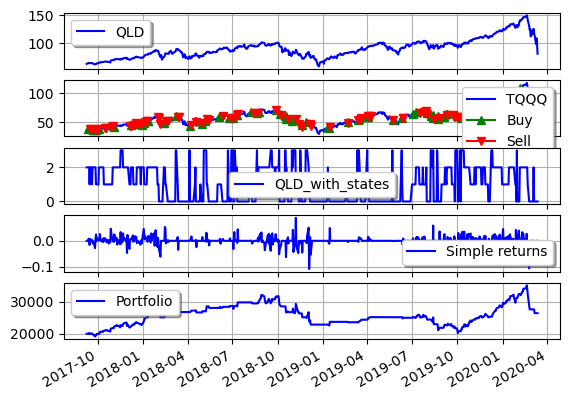 150
QLD
100
100
TQQQ
Buy
50
Sell
2
QLD_with_states
0
0.0
Simple returns
−0.1
30000
Portfolio
20000
2017-10 2018-01 2018-04 2018-07 2018-10 2019-01 2019-04 2019-07 2019-10 2020-01 2020-04